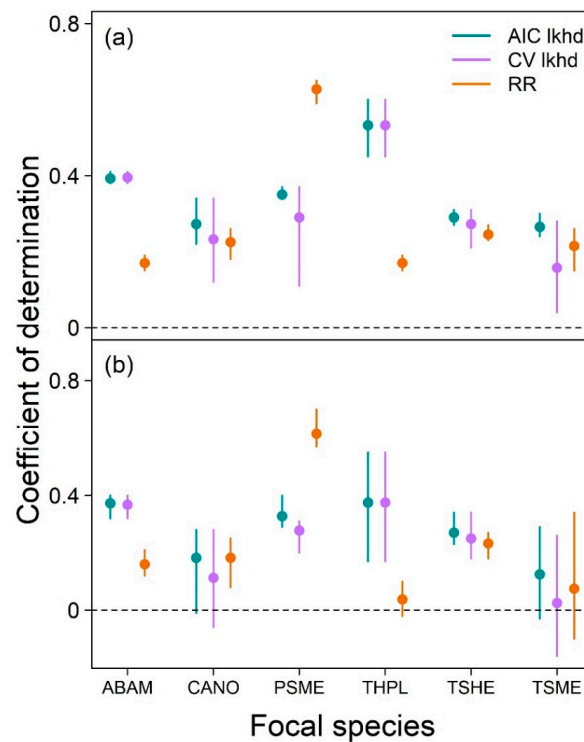 (a)
AIC lkhd
CV lkhd
RR
0.8
0.4
0
(b)
0.8
0.4
0
Coefficient of determination
ABAM CANO PSME THPL TSHE TSME
Focal species